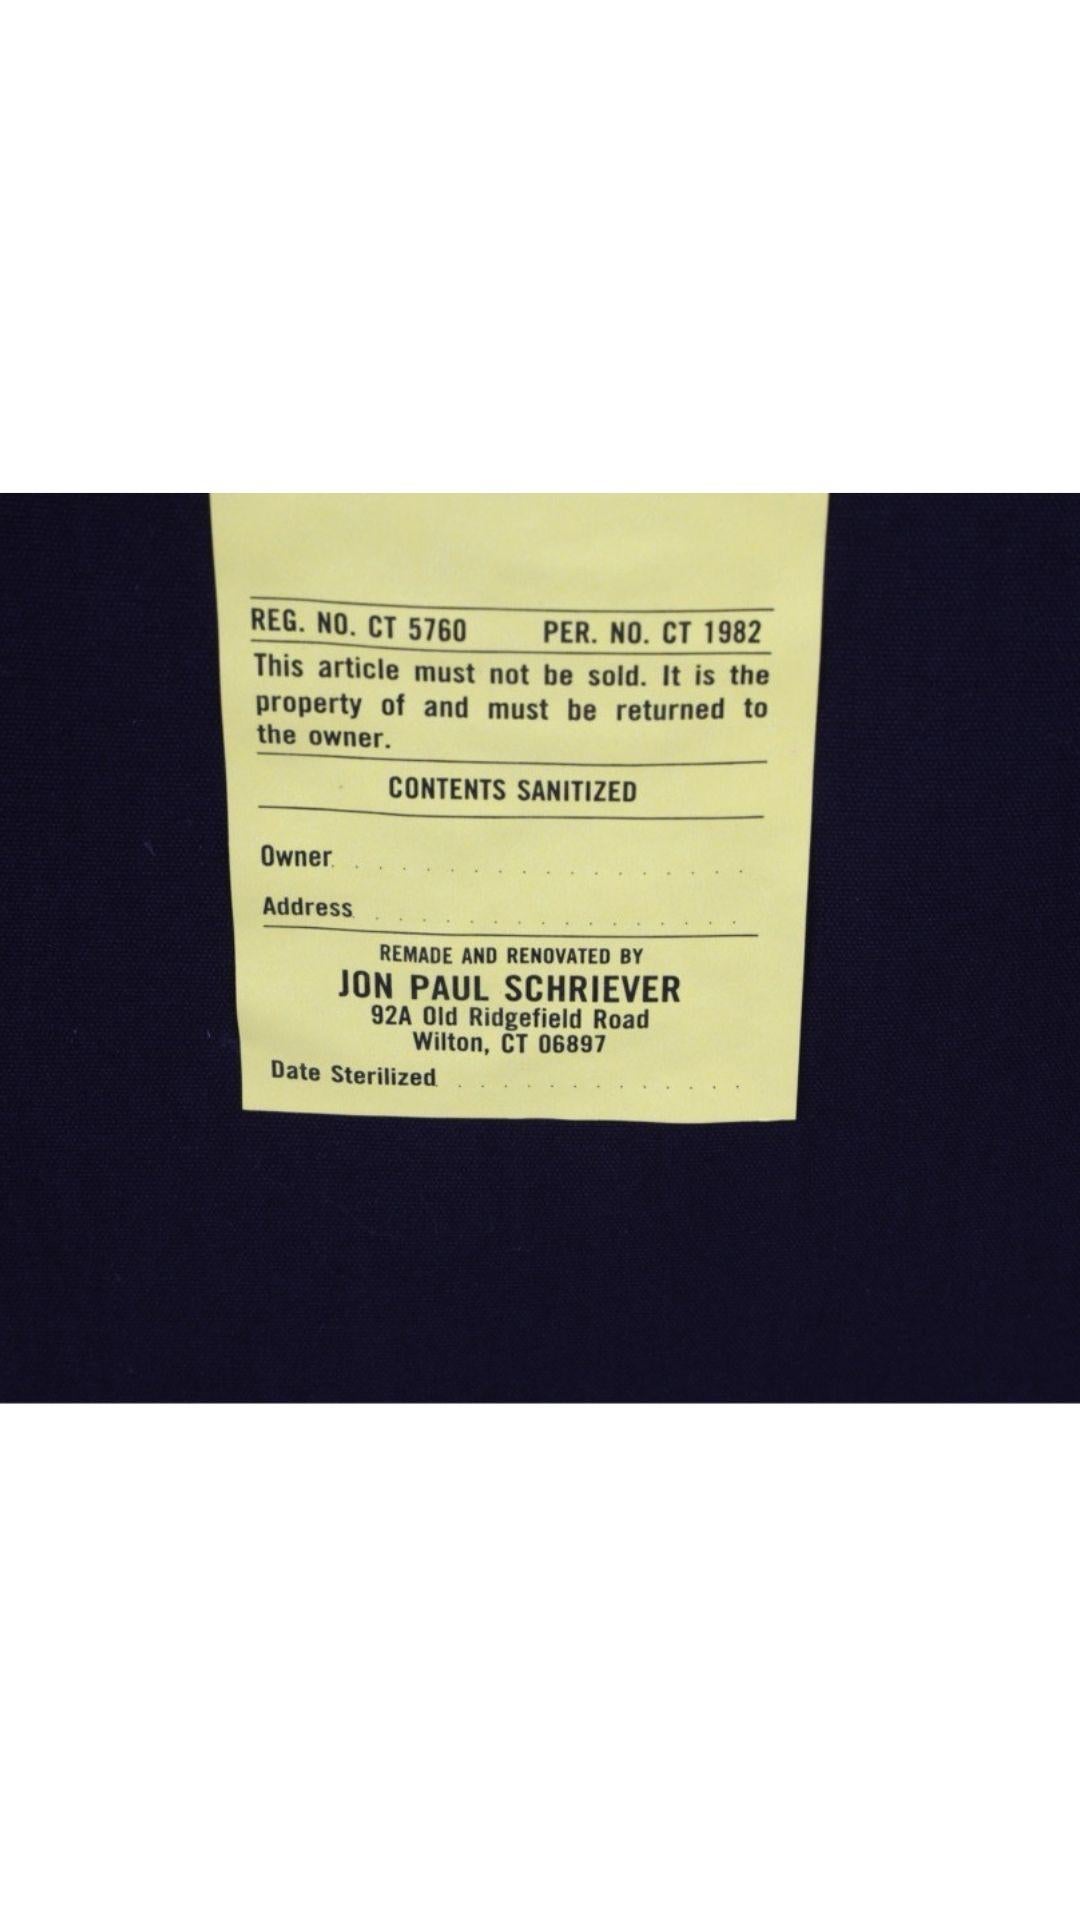 REG. NO. CT 5760 PER. NO. CT 1982
This article must not be sold. It is the
property of and must be returned to
the owner.
CONTENTS SANITIZED
Owner. . . . . . . . . . . . . . . . . .
Address. . . . . . . . . . . . . . . . .
REMADE AND RENOVATED BY
JON PAUL SCHRIEVER
92A Old Ridgefield Road
Wilton, CT 06897
Date Sterilized. . . . . . . . . . . . .